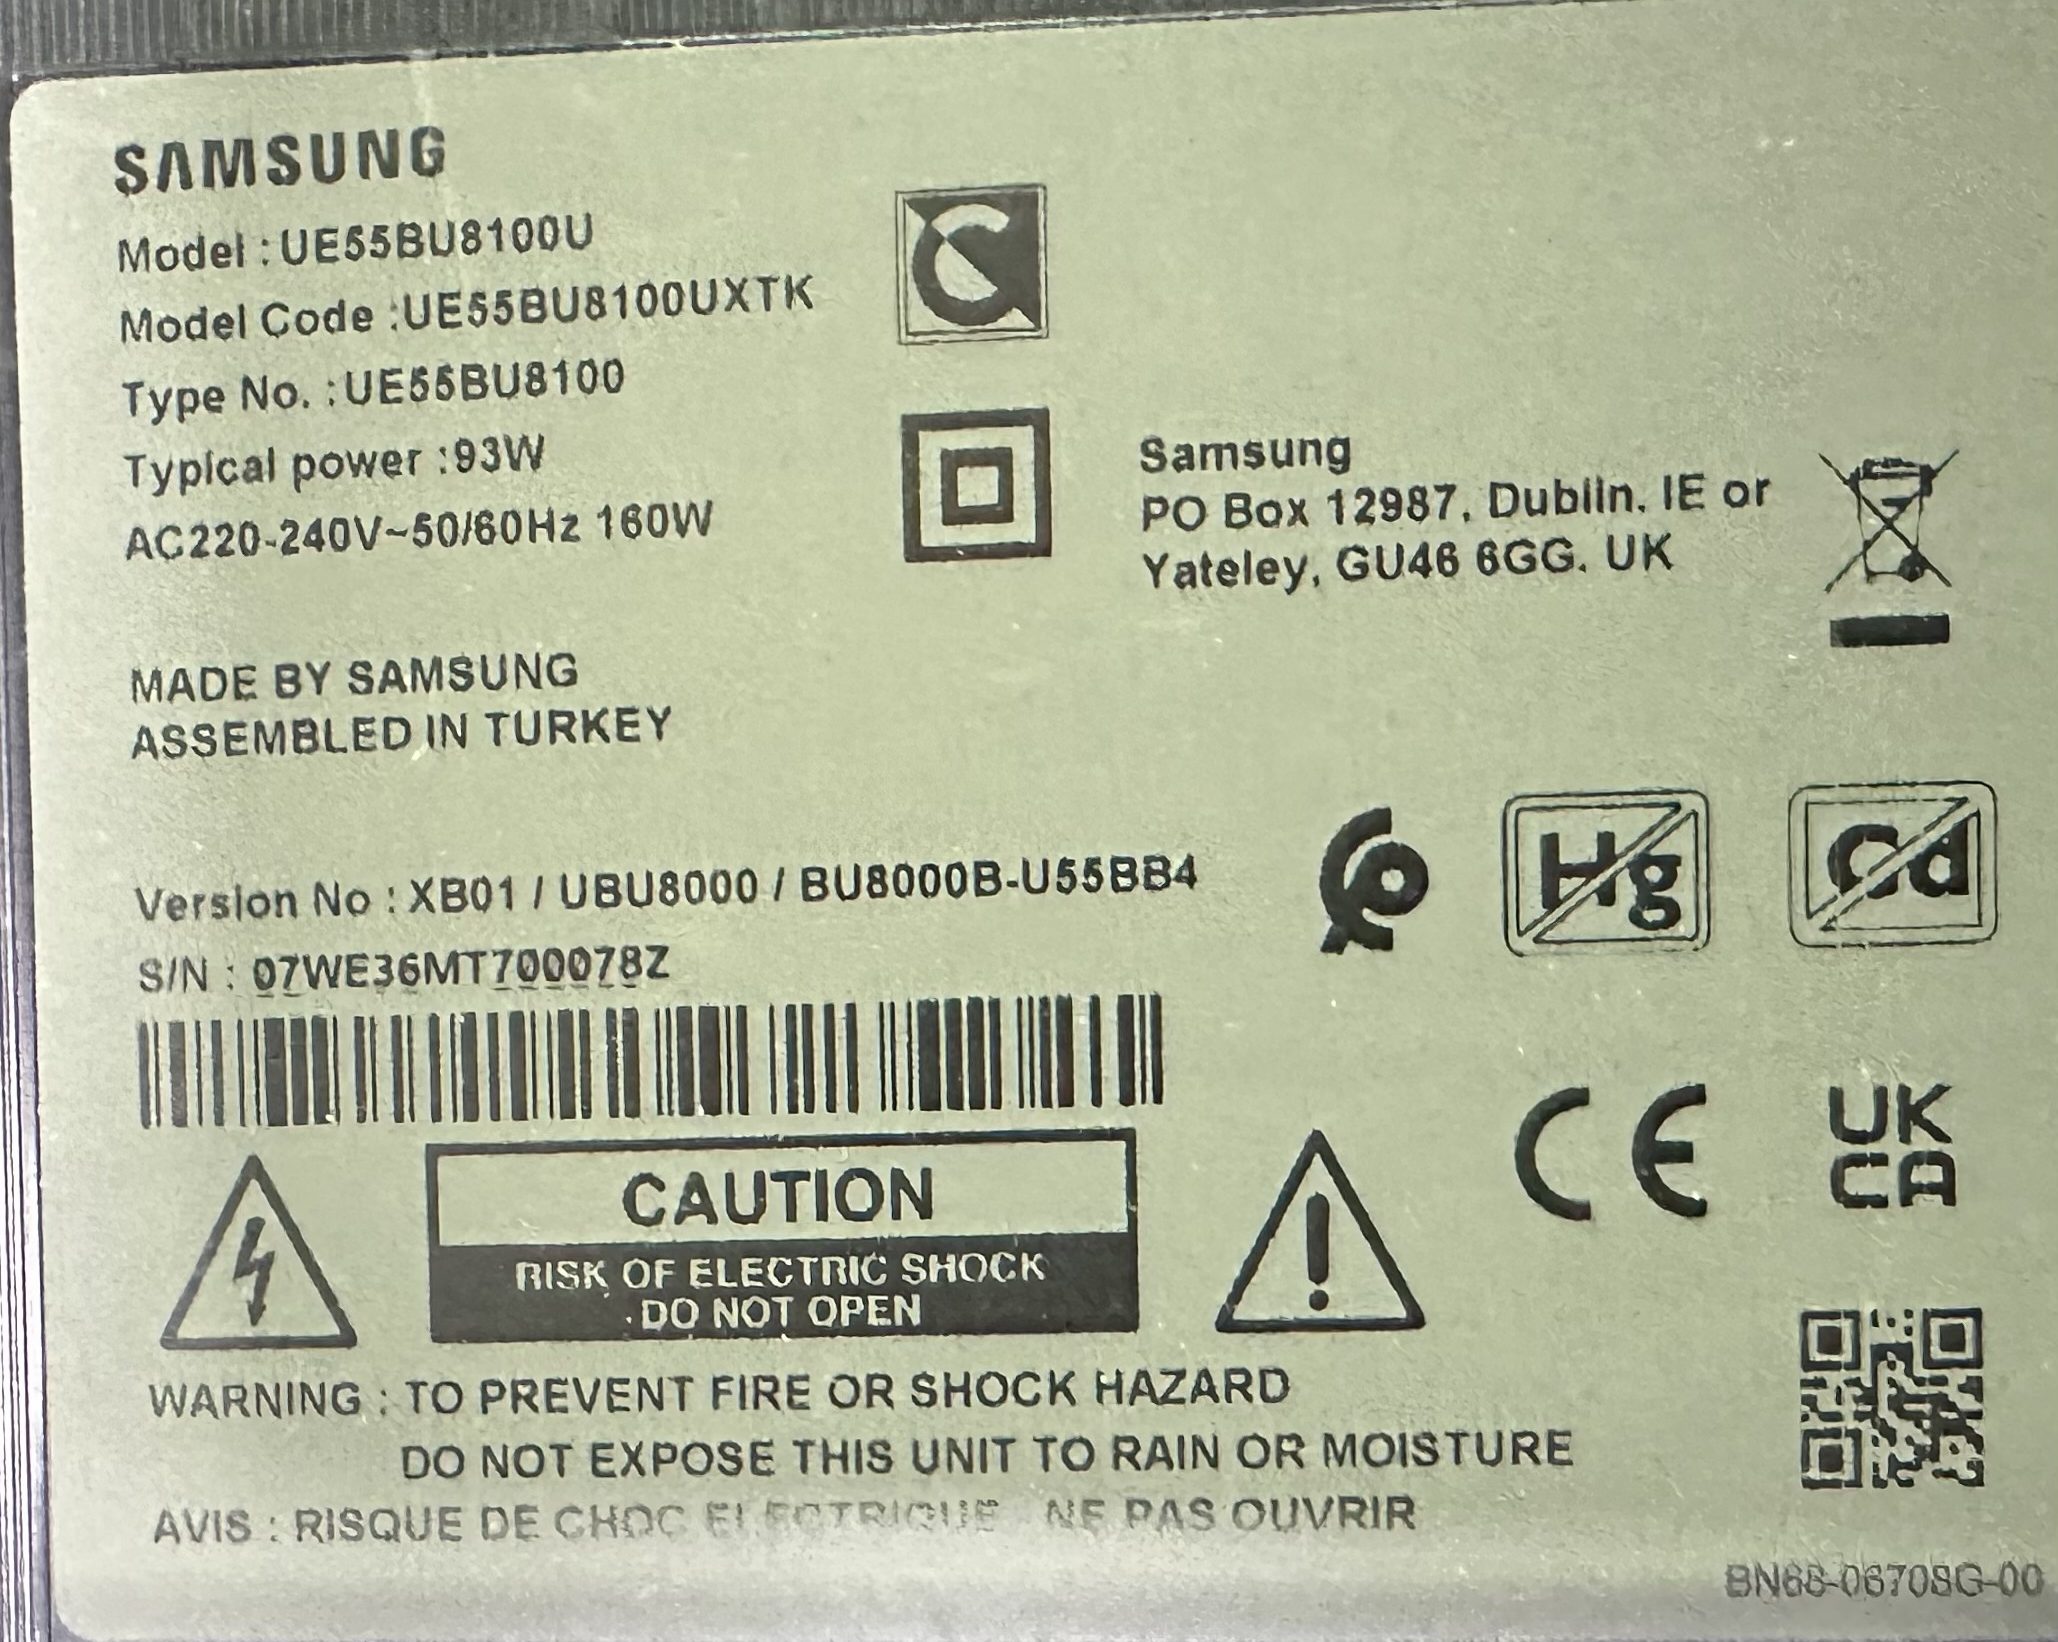 SAMSUNG
Model : UE55BU8100U
Model Code :UE55BU8100UXTK
Type No. :UE55BU8100
Typical power :93W
AC220-240V~50/60Hz 160W
Samsung
PO Box 12987, Dublin. IE or
Yateley, GU46 6GG. UK
MADE BY SAMSUNG
ASSEMBLED IN TURKEY
Version No : XB01 / UBU8000 / BU8000B-U55BB4
S/N : 07WE36MT700078Z
Hg
Cd
CE
UK
CA
CAUTION
RISK OF ELECTRIC SHOCK
DO NOT OPEN
WARNING : TO PREVENT FIRE OR SHOCK HAZARD
DO NOT EXPOSE THIS UNIT TO RAIN OR MOISTURE
AVIS : RISQUE DE CHOC ELECTRIQUE NE PAS OUVRIR
BN68-06708G-00